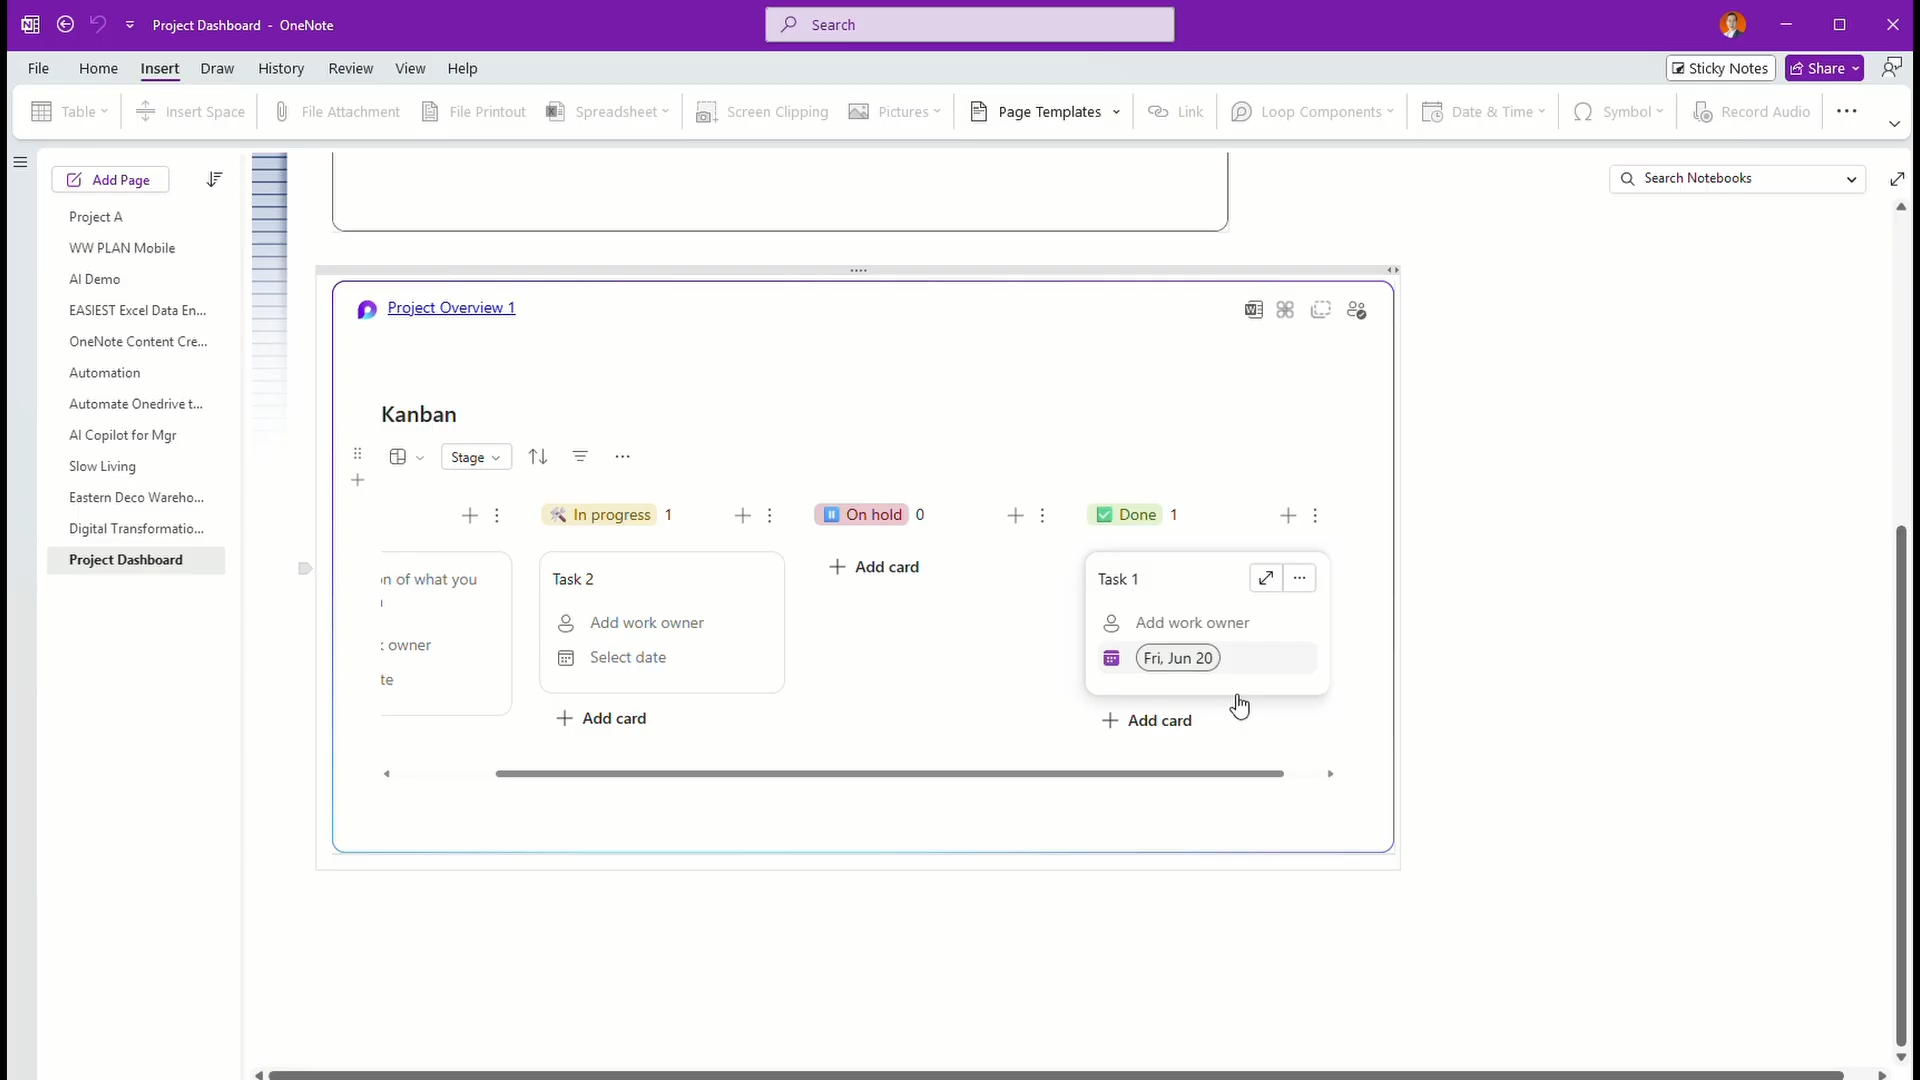 Project Dashboard - OneNote
Search
File Home Insert Draw History Review View Help
Sticky Notes Share
Table Insert Space File Attachment File Printout Spreadsheet Screen Clipping Pictures Page Templates Link Loop Components Date & Time Symbol Record Audio
Add Page
Search Notebooks
Project A
WW PLAN Mobile
AI Demo
EASIEST Excel Data En...
OneNote Content Cre...
Automation
Automate Onedrive t...
AI Copilot for Mgr
Slow Living
Eastern Deco Wareho...
Digital Transformatio...
Project Dashboard
Project Overview 1
Kanban
Stage
In progress 1
On hold 0
Done 1
n of what you
owner
te
Task 2
Add work owner
Select date
Add card
Add card
Task 1
Add work owner
Fri, Jun 20
Add card